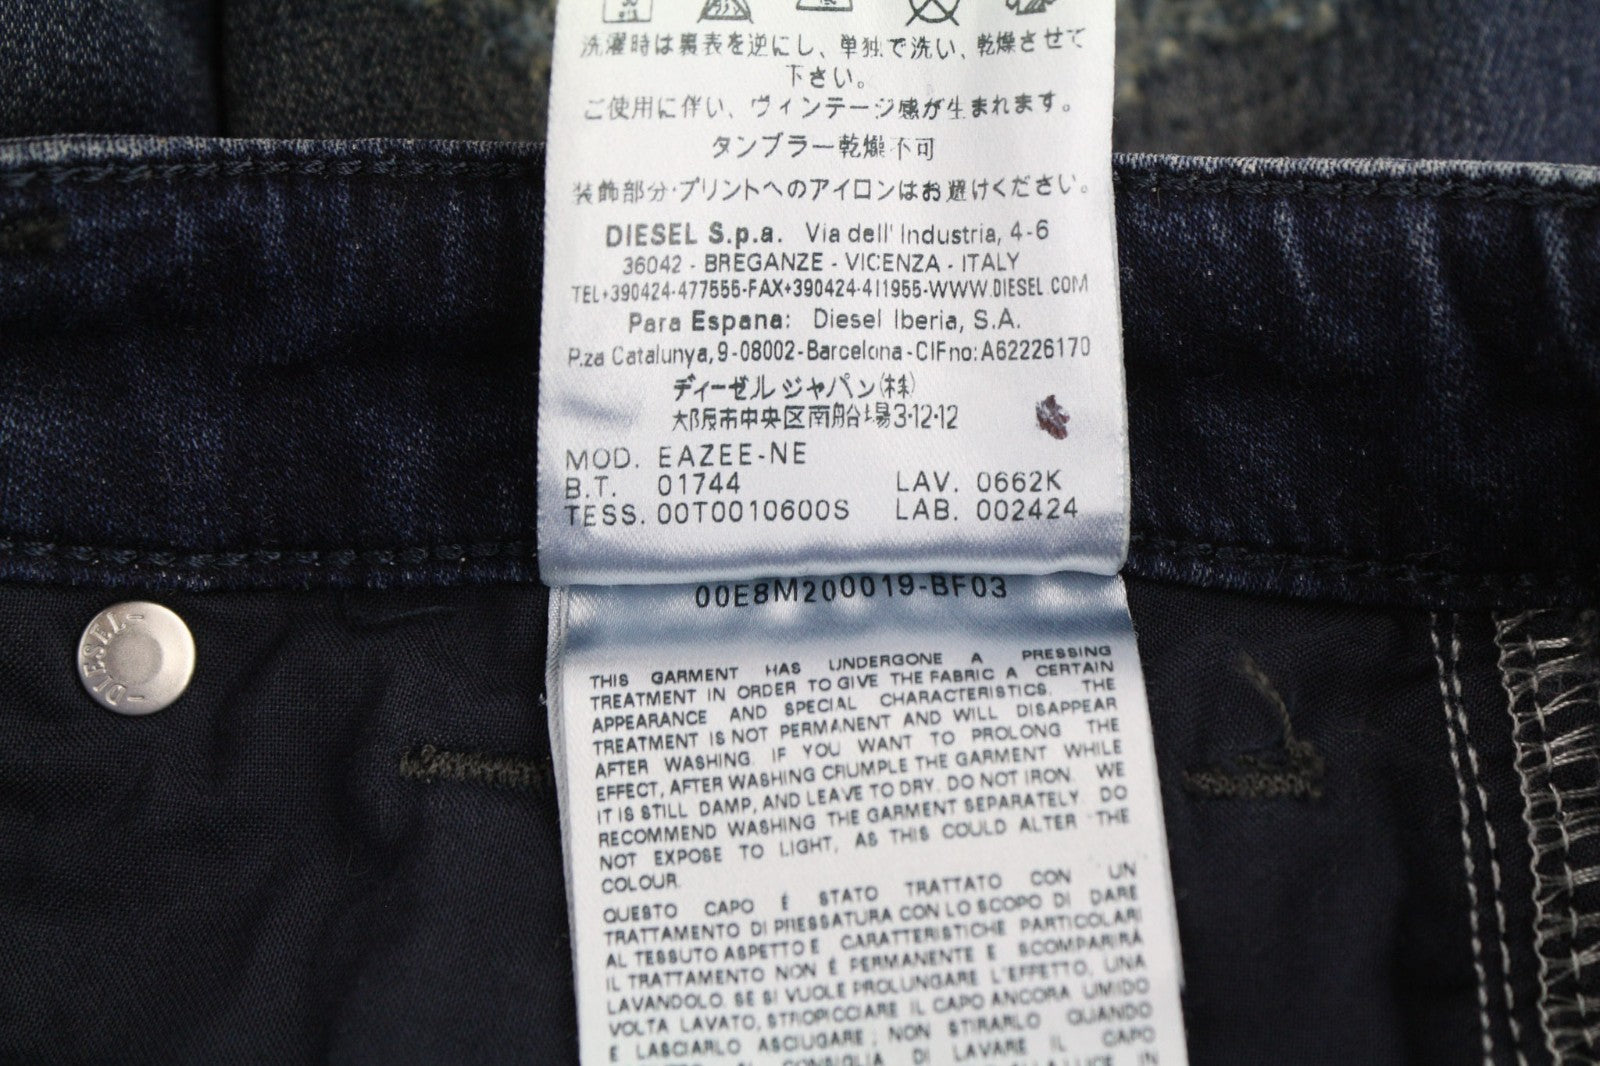 洗濯時は裏表を逆にし、単独で洗い、乾燥させて
下さい。
ご使用に伴い、ヴィンテージ感が生まれます。
タンブラー乾燥不可
装飾部分・プリントへのアイロンはお避けください。
DIESEL S.p.a. Via dell' Industria, 4-6
36042 - BREGANZE - VICENZA - ITALY
TEL+390424-477555-FAX+390424-411955-WWW.DIESEL.COM
Para Espana: Diesel Iberia, S.A.
P.za Catalunya, 9-08002-Barcelona-CIFno:A62226170
ディーゼル ジャパン(株)
大阪市中央区南船場3-12-12
MOD. EAZEE-NE
B.T. 01744 LAV. 0662K
TESS. 00T0010600S LAB. 002424
00E8M200019-BF03
-DIESEL-
THIS GARMENT HAS UNDERGONE A PRESSING
TREATMENT IN ORDER TO GIVE THE FABRIC A CERTAIN
APPEARANCE AND SPECIAL CHARACTERISTICS. THE
TREATMENT IS NOT PERMANENT AND WILL DISAPPEAR
AFTER WASHING. IF YOU WANT TO PROLONG THE
EFFECT, AFTER WASHING CRUMPLE THE GARMENT WHILE
IT IS STILL DAMP, AND LEAVE TO DRY. DO NOT IRON. WE
RECOMMEND WASHING THE GARMENT SEPARATELY. DO
NOT EXPOSE TO LIGHT, AS THIS COULD ALTER THE
COLOUR.
QUESTO CAPO É STATO TRATTATO CON UN
TRATTAMENTO DI PRESSATURA CON LO SCOPO DI DARE
AL TESSUTO ASPETTO E CARATTERISTICHE PARTICOLARI
IL TRATTAMENTO NON É PERMANENTE E SCOMPARIRÀ
LAVANDOLO. SE SI VUOLE PROLUNGARE L'EFFETTO, UNA
VOLTA LAVATO, STROPICCIARE IL CAPO ANCORA UMIDO
E LASCIARLO ASCIUGARE; NON STIRARLO QUANDO
SI CONSIGLIA DI LAVARE IL CAPO
LUCE IN